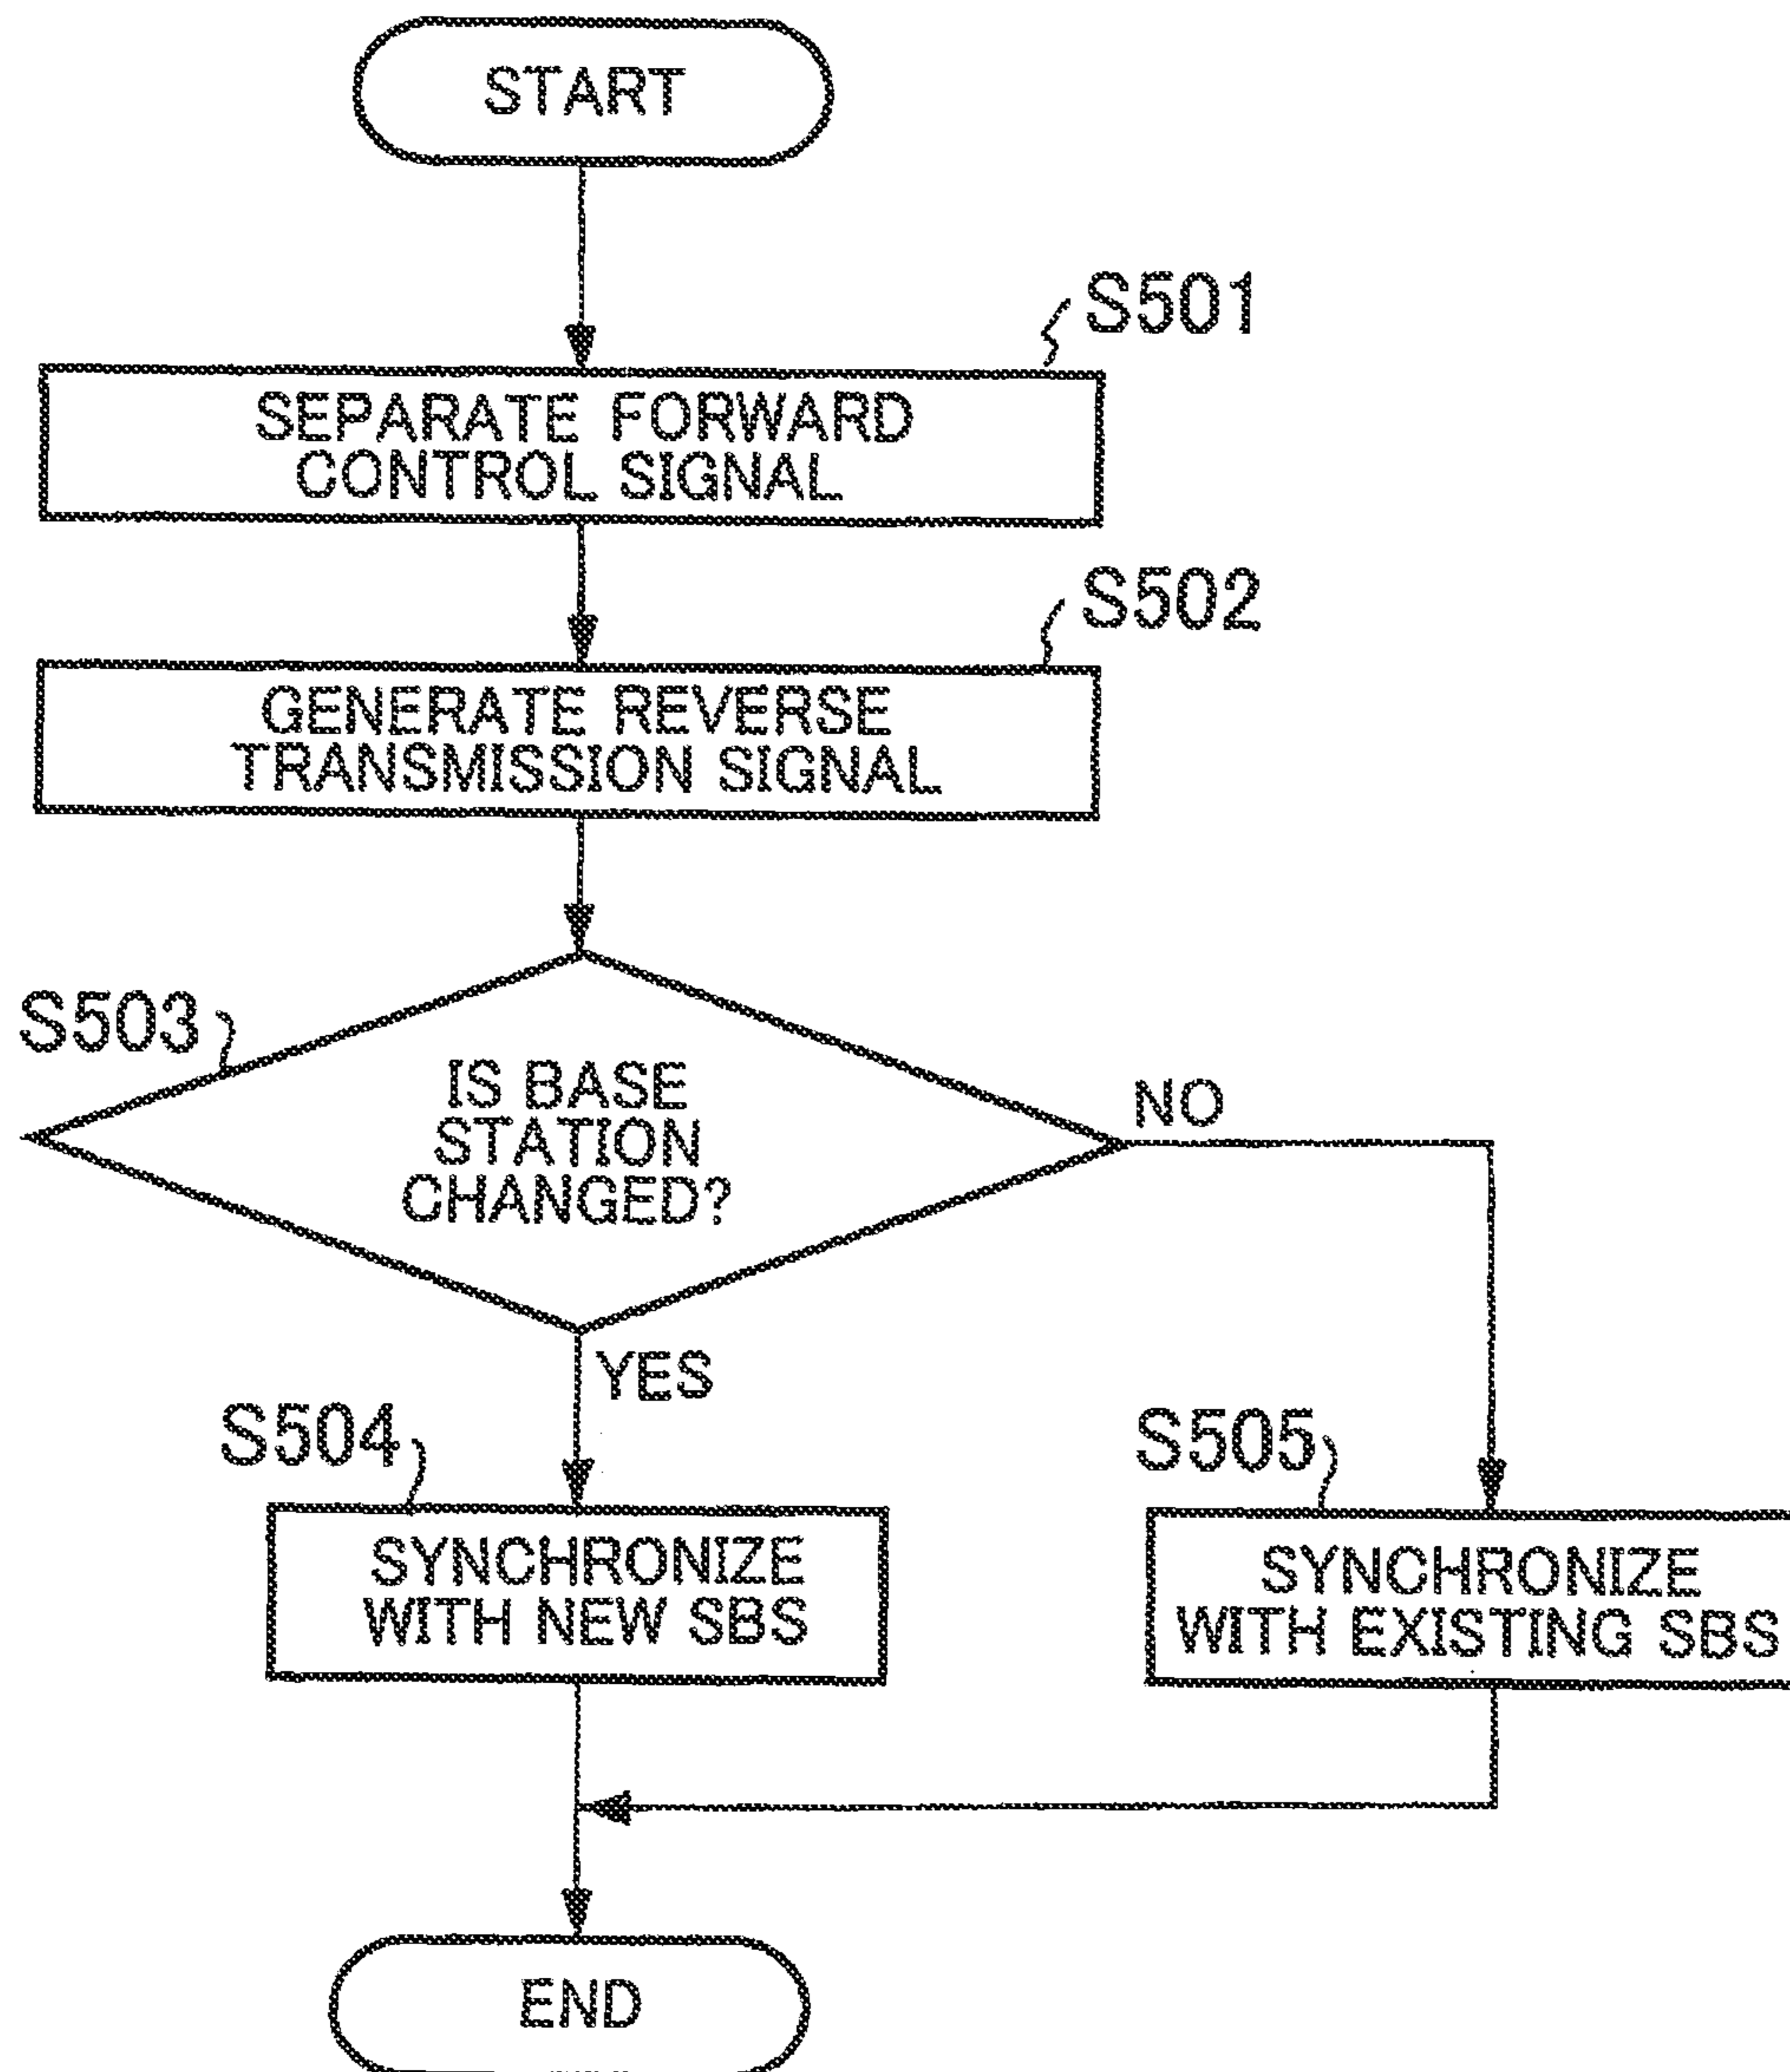 START
S501
SEPARATE FORWARD
CONTROL SIGNAL
S502
GENERATE REVERSE
TRANSMISSION SIGNAL
S503
IS BASE
STATION
CHANGED?
NO
YES
S504
SYNCHRONIZE
WITH NEW SBS
S505
SYNCHRONIZE
WITH EXISTING SBS
END